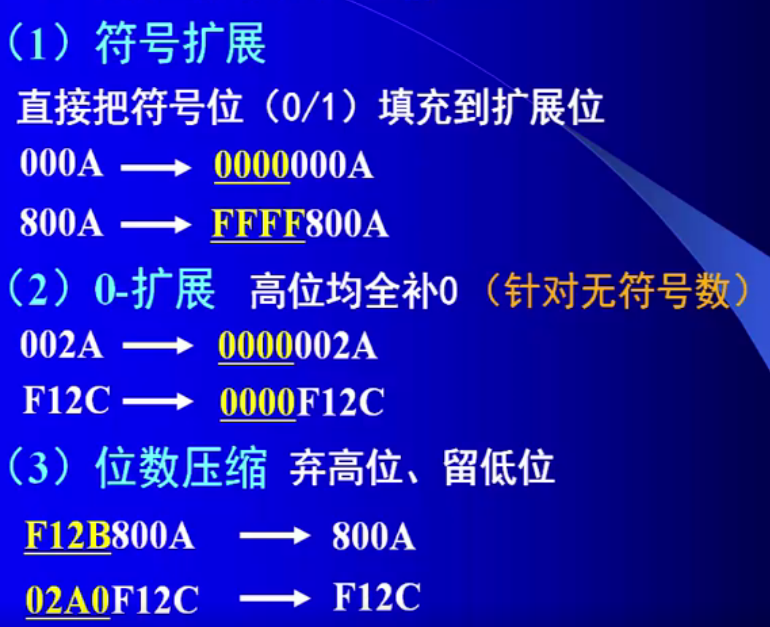 （1）符号扩展
直接把符号位（0/1）填充到扩展位
000A → 0000000A
800A → FFFF800A
（2）0-扩展 高位均全补0（针对无符号数）
002A → 0000002A
F12C → 0000F12C
（3）位数压缩 弃高位、留低位
F12B800A → 800A
02A0F12C → F12C